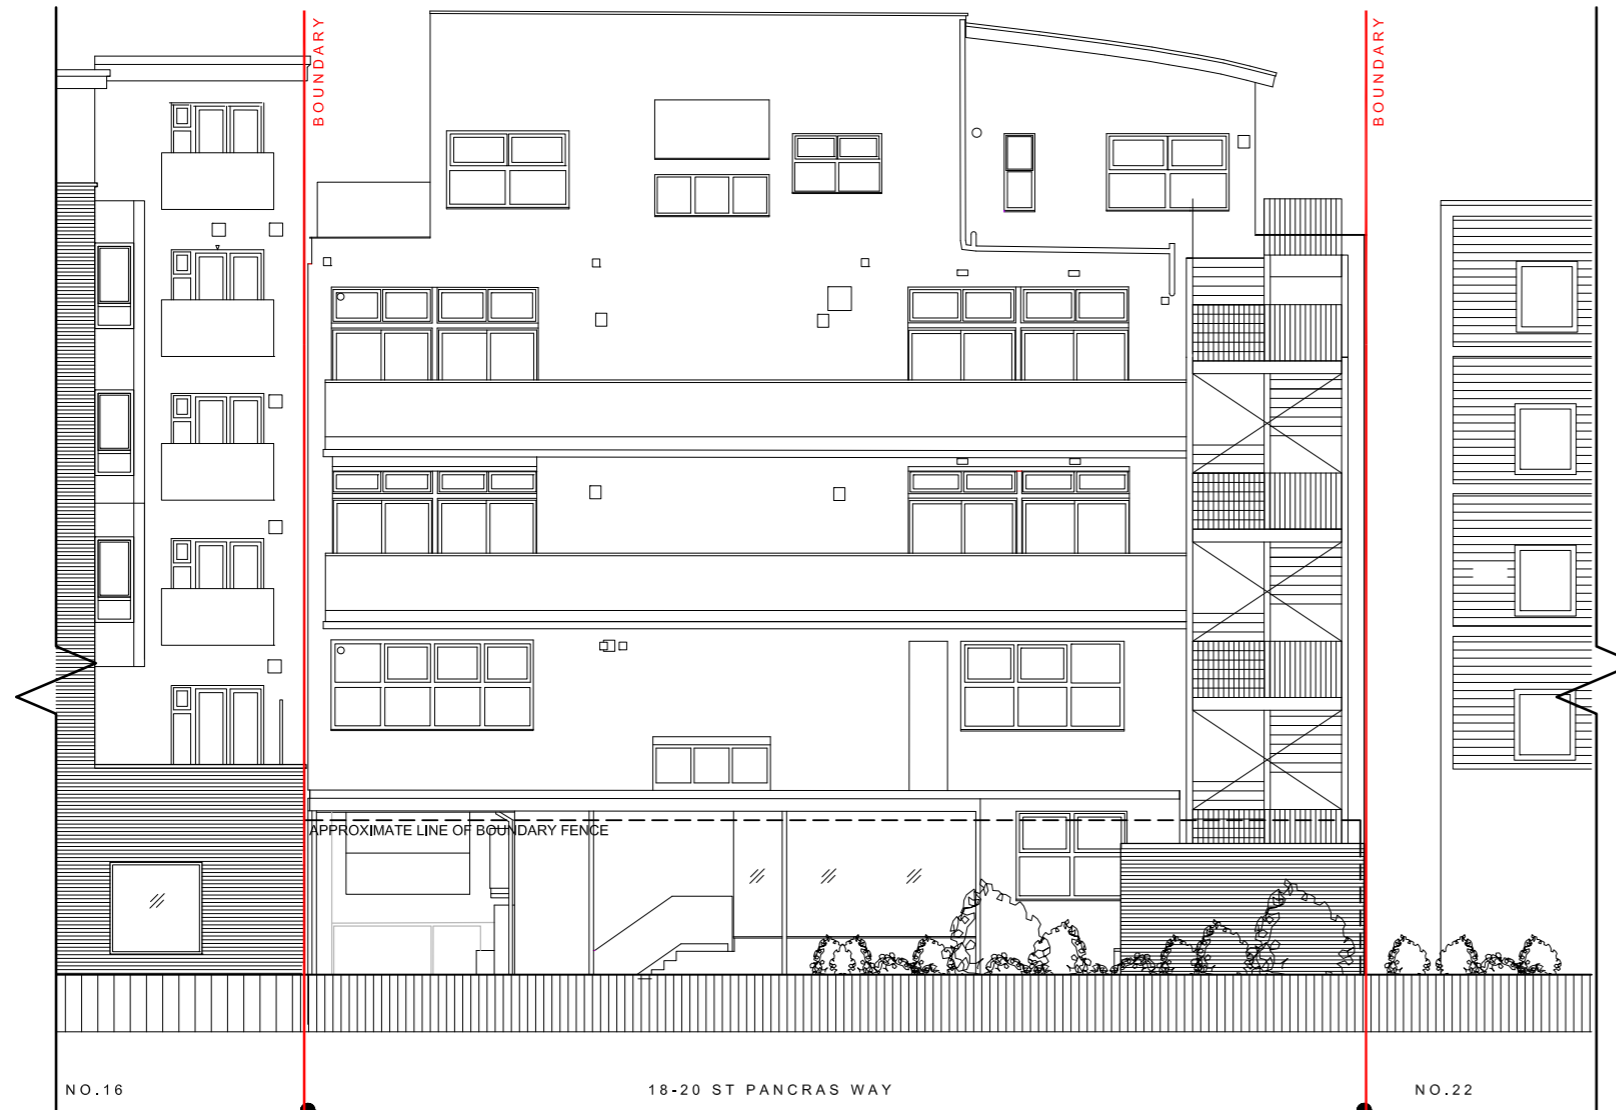 BOUNDARY
BOUNDARY
APPROXIMATE LINE OF BOUNDARY FENCE
NO.16
18-20 ST PANCRAS WAY
NO.22